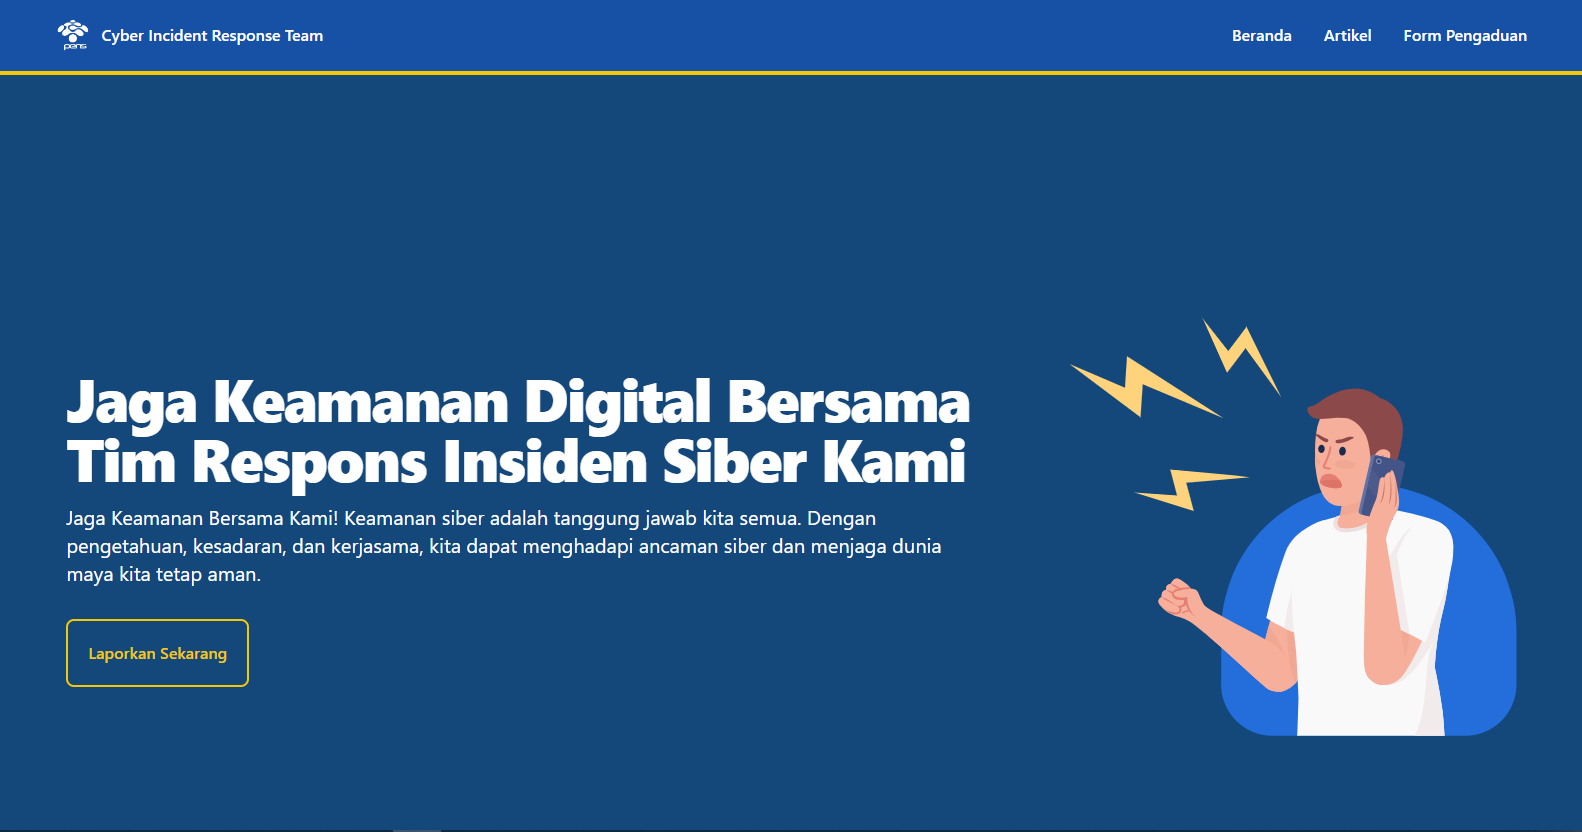 pens
Cyber Incident Response Team
Beranda
Artikel
Form Pengaduan
Jaga Keamanan Digital Bersama
Tim Respons Insiden Siber Kami
Jaga Keamanan Bersama Kami! Keamanan siber adalah tanggung jawab kita semua. Dengan
pengetahuan, kesadaran, dan kerjasama, kita dapat menghadapi ancaman siber dan menjaga dunia
maya kita tetap aman.
Laporkan Sekarang